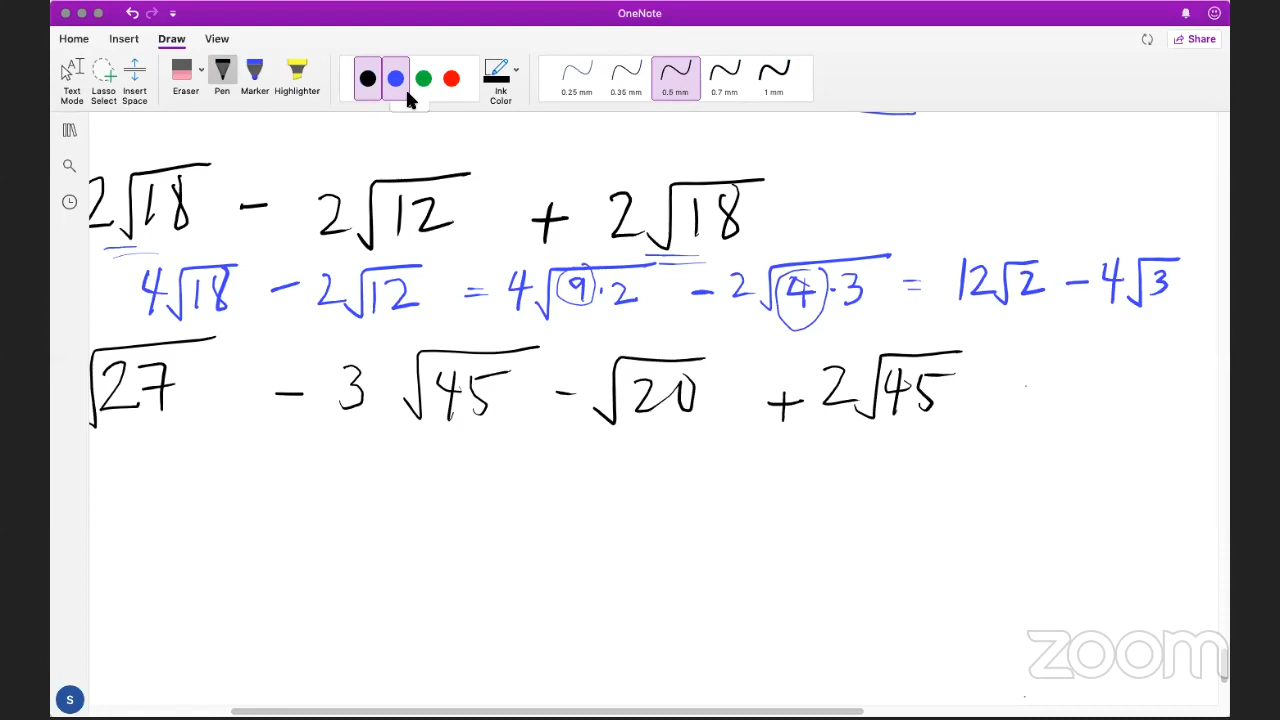 OneNote
Home Insert Draw View Share
Text Mode Lasso Select Insert Space Eraser Pen Marker Highlighter Ink Color 0.25 mm 0.35 mm 0.5 mm 0.7 mm 1 mm
2√18 - 2√12 + 2√18
4√18 - 2√12 = 4√9·2 - 2√4·3 = 12√2 - 4√3
√27 - 3 √45 - √20 + 2√45
zoom
S